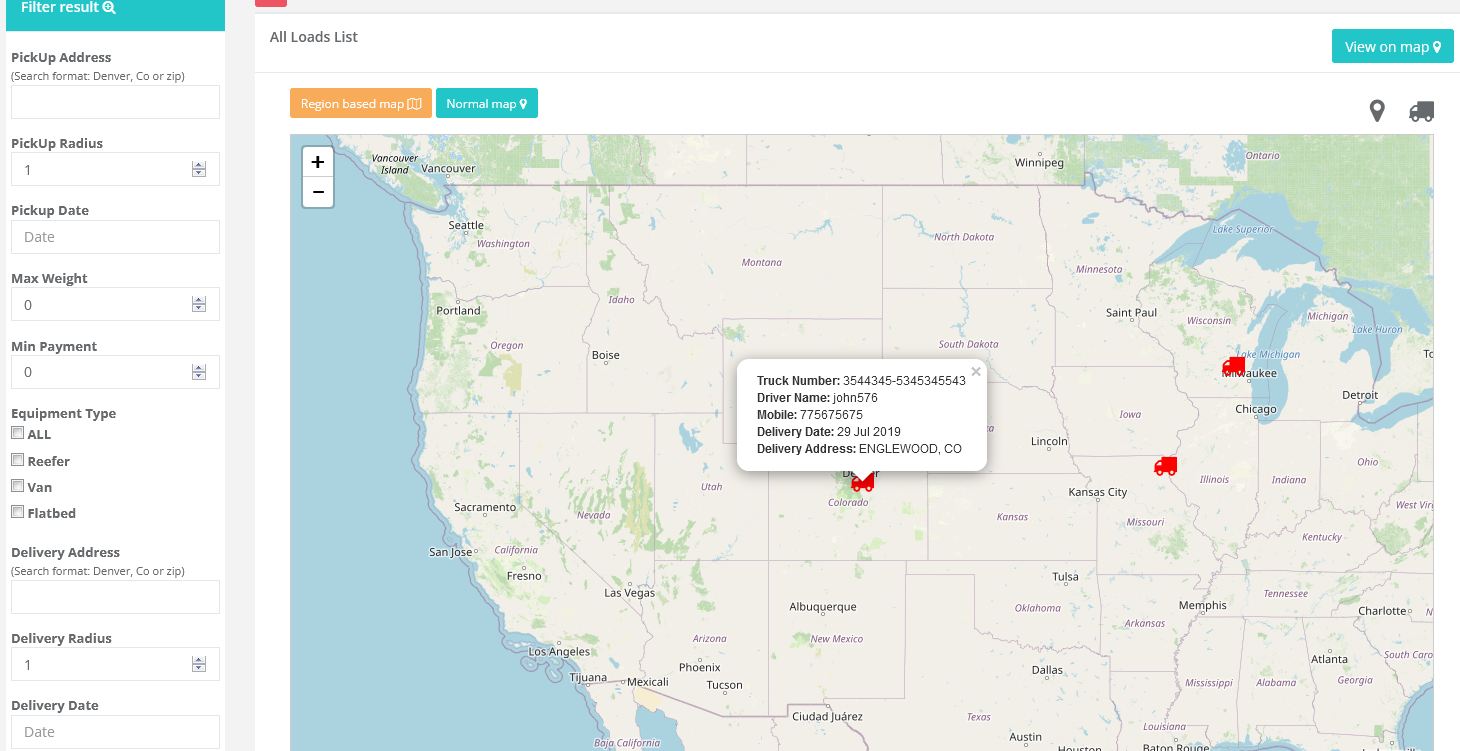 Filter result
PickUp Address
(Search format: Denver, Co or zip)
PickUp Radius
1
Pickup Date
Date
Max Weight
0
Min Payment
0
Equipment Type
ALL
Reefer
Van
Flatbed
Delivery Address
(Search format: Denver, Co or zip)
Delivery Radius
1
Delivery Date
Date
All Loads List
View on map
Region based map
Normal map
+
−
Vancouver
Island
Vancouver
Winnipeg
Ontario
Seattle
Washington
North Dakota
Lake Superior
Montana
Minnesota
Idaho
Portland
Saint Paul
Wisconsin
Michigan
Lake Huron
Oregon
South Dakota
Boise
Lake Michigan
Truck Number: 3544345-5345345543
×
Driver Name: john576
Mobile: 775675675
Delivery Date: 29 Jul 2019
Delivery Address: ENGLEWOOD, CO
Detroit
Chicago
Iowa
Lincoln
Ohio
Utah
Illinois
Indiana
Kansas City
Colorado
Sacramento
Nevada
Kansas
Missouri
West Vir
Kentucky
San Jose
California
Fresno
Tulsa
Las Vegas
Albuquerque
Oklahoma
Memphis
Tennessee
Charlotte
N
Arkansas
Arizona
New Mexico
Los Angeles
Phoenix
Dallas
Atlanta
South Caro
Tijuana
Mexicali
Tucson
Mississippi
Alabama
Georgia
Ciudad Juárez
Texas
Louisiana
Austin
Houston
Baton Rouge
Jacksonville
Baja California